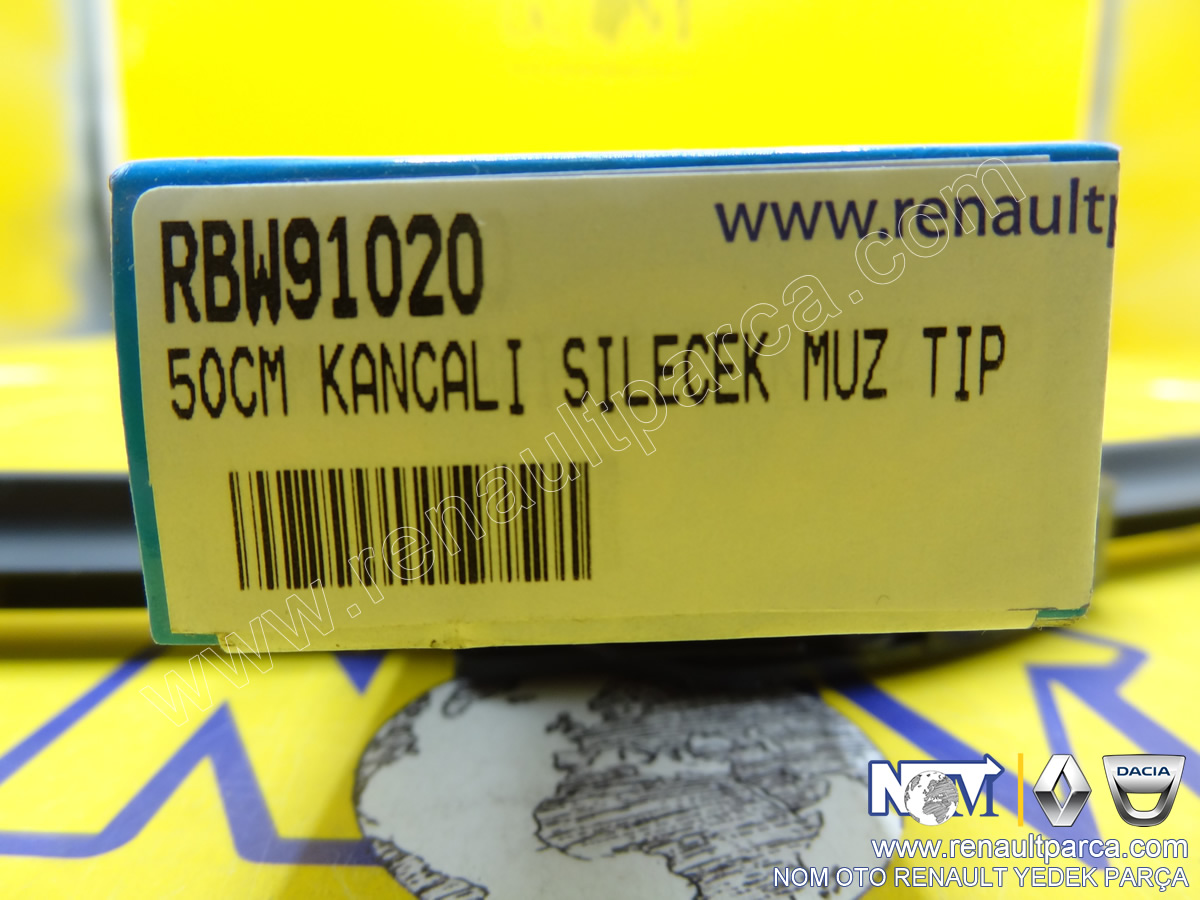 www.renaultp
RBW91020
50CM KANCALI SILECEK MUZ TIP
www.renaultparca.com
NOM
DACIA
www.renaultparca.com
NOM OTO RENAULT YEDEK PARÇA